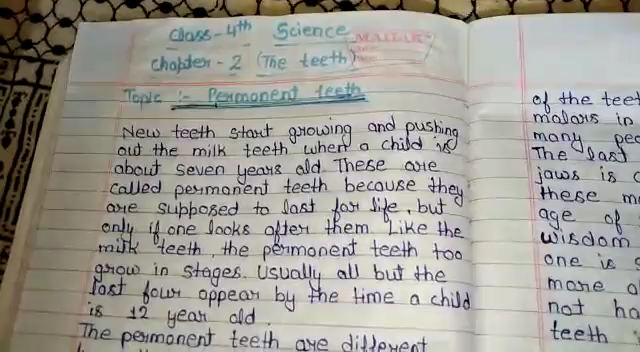 Class-4th Science
Chapter-2 (The teeth)
Topic :- Permanent teeth
New teeth start growing and pushing
out the milk teeth when a child is
about seven years old. These are
called permanent teeth because they
are supposed to last for life, but
only if one looks after them. Like the
milk teeth, the permanent teeth too
grow in stages. Usually all but the
last four appear by the time a child
is 12 year old.
The permanent teeth are different
of the teet
molars in
many peo
The last
jaws is c
these m
age of
wisdom
one is
more a
not ha
teeth